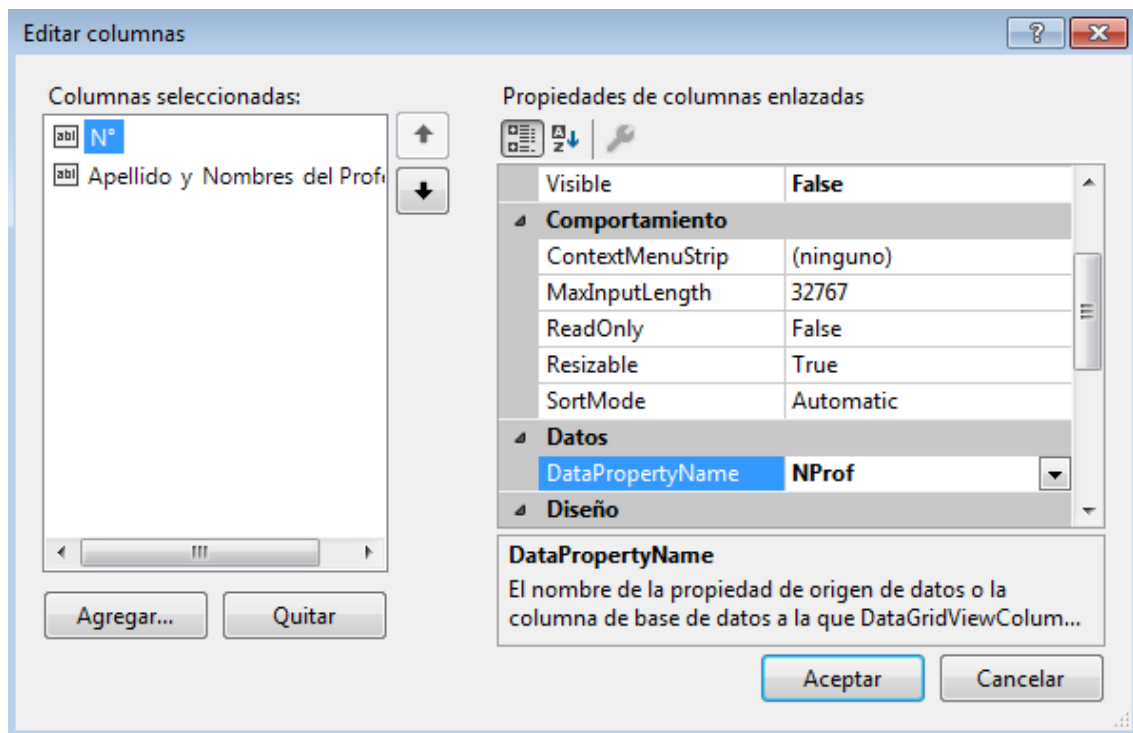 Editar columnas
Columnas seleccionadas:
N°
Apellido y Nombres del Prof
Agregar...
Quitar
Propiedades de columnas enlazadas
Visible False
Comportamiento
ContextMenuStrip (ninguno)
MaxInputLength 32767
ReadOnly False
Resizable True
SortMode Automatic
Datos
DataPropertyName NProf
Diseño
DataPropertyName
El nombre de la propiedad de origen de datos o la
columna de base de datos a la que DataGridViewColum...
Aceptar
Cancelar